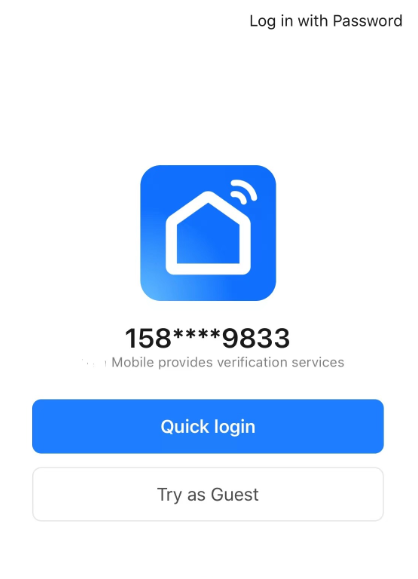 Log in with Password
158****9833
Mobile provides verification services
Quick login
Try as Guest